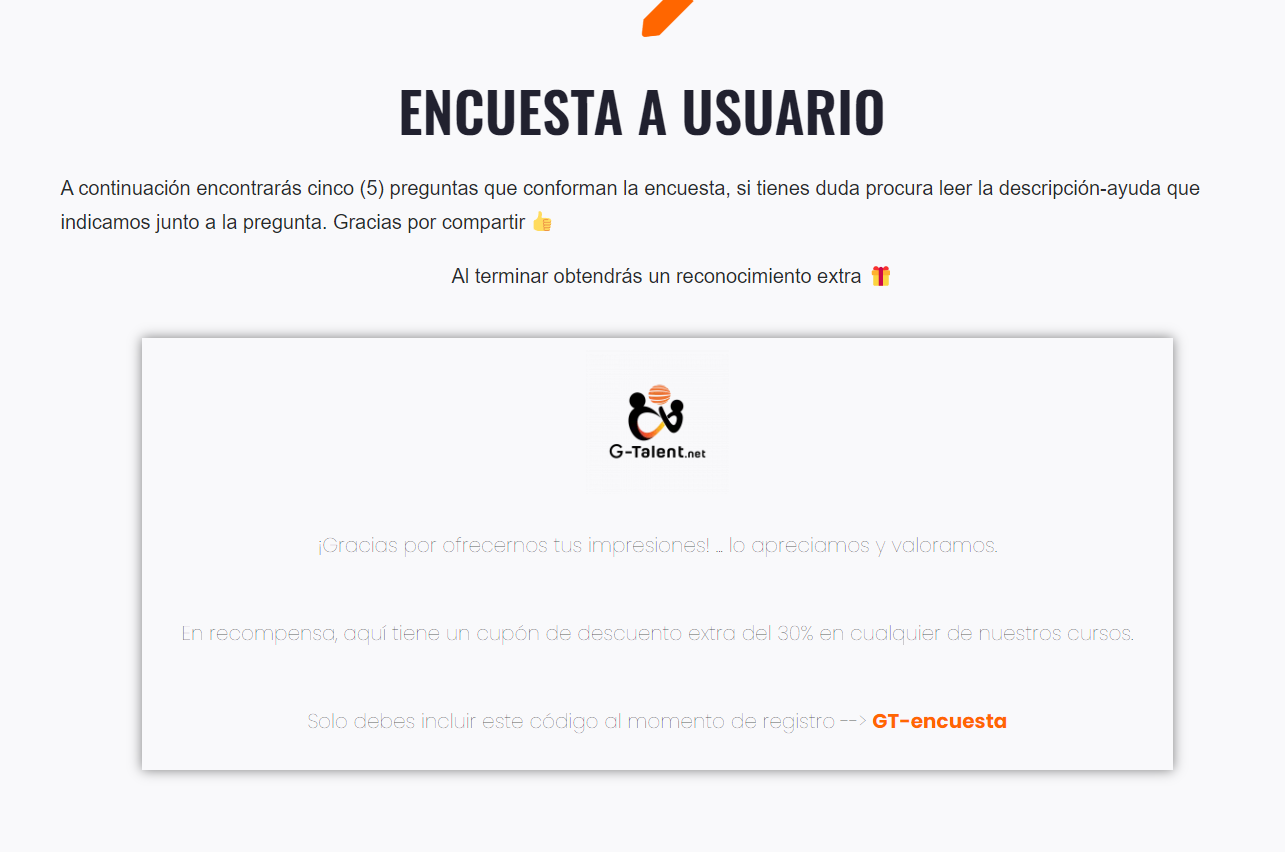 ENCUESTA A USUARIO
A continuación encontrarás cinco (5) preguntas que conforman la encuesta, si tienes duda procura leer la descripción-ayuda que
indicamos junto a la pregunta. Gracias por compartir 👍
Al terminar obtendrás un reconocimiento extra 🎁
G-Talent.net
¡Gracias por ofrecernos tus impresiones! ... lo apreciamos y valoramos.
En recompensa, aquí tiene un cupón de descuento extra del 30% en cualquier de nuestros cursos.
Solo debes incluir este código al momento de registro --> GT-encuesta